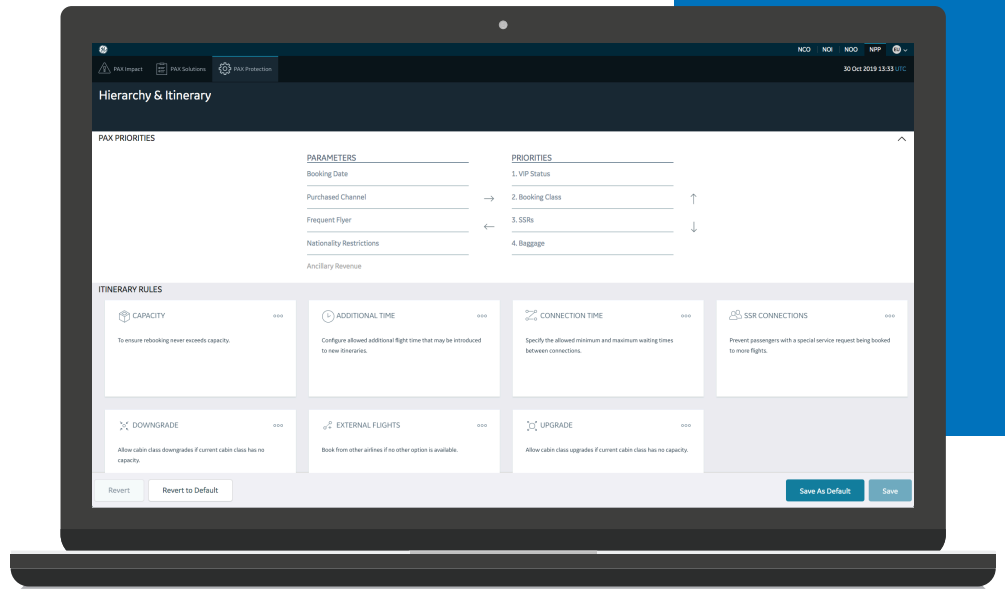 NCO NOI NOO NPP
PAX Impact PAX Solutions PAX Protection
30 Oct 2019 13:33 UTC
Hierarchy & Itinerary
PAX PRIORITIES
PARAMETERS
Booking Date
Purchased Channel
Frequent Flyer
Nationality Restrictions
Ancillary Revenue
PRIORITIES
1. VIP Status
2. Booking Class
3. SSRs
4. Baggage
ITINERARY RULES
CAPACITY
To ensure rebooking never exceeds capacity.
ADDITIONAL TIME
Configure allowed additional flight time that may be introduced
to new itineraries.
CONNECTION TIME
Specify the allowed minimum and maximum waiting times
between connections.
SSR CONNECTIONS
Prevent passengers with a special service request being booked
to more flights.
DOWNGRADE
Allow cabin class downgrades if current cabin class has no
capacity.
EXTERNAL FLIGHTS
Book from other airlines if no other option is available.
UPGRADE
Allow cabin class upgrades if current cabin class has no capacity.
Revert
Revert to Default
Save As Default
Save